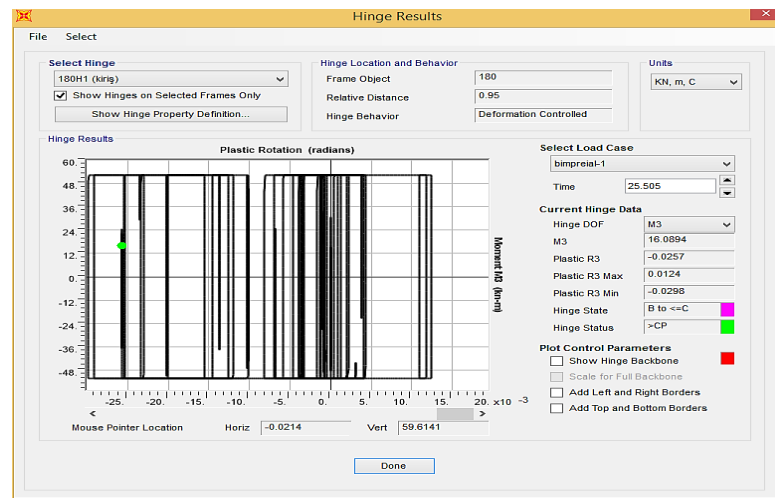 Hinge Results
File Select
Select Hinge
180H1 (kiriş)
Show Hinges on Selected Frames Only
Show Hinge Property Definition...
Hinge Location and Behavior
Frame Object 180
Relative Distance 0.95
Hinge Behavior Deformation Controlled
Units
KN, m, C
Hinge Results
Plastic Rotation (radians)
60.
48.
36.
24.
12.
0.
-12.
-24.
-36.
-48.
Moment M3 (kn-m)
-25. -20. -15. -10. -5. 0. 5. 10. 15. 20. x10 -3
< >
Mouse Pointer Location Horiz -0.0214 Vert 59.6141
Select Load Case
bimpreial-1
Time 25.505
Current Hinge Data
Hinge DOF M3
M3 16.0894
Plastic R3 -0.0257
Plastic R3 Max 0.0124
Plastic R3 Min -0.0298
Hinge State B to <=C
Hinge Status >CP
Plot Control Parameters
Show Hinge Backbone
Scale for Full Backbone
Add Left and Right Borders
Add Top and Bottom Borders
Done